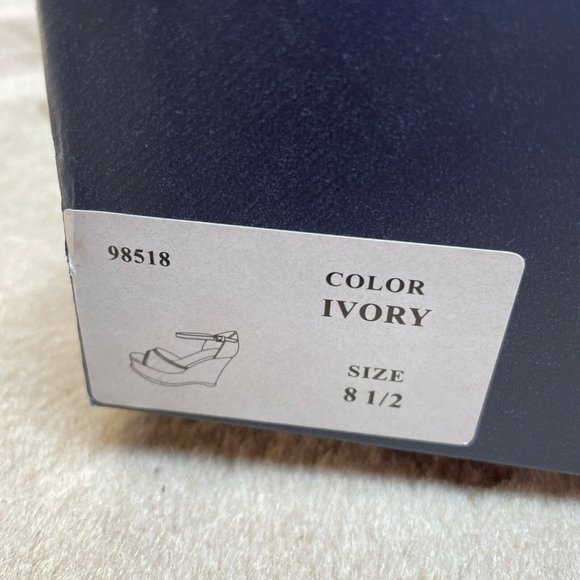 98518
COLOR
IVORY
SIZE
8 1/2